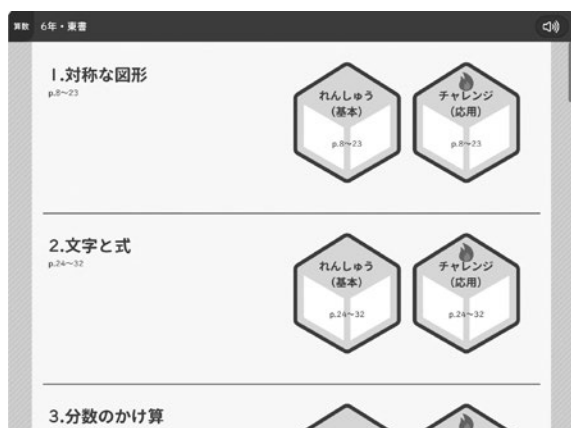 算数 6年・東書
1.対称な図形
p.8~23
れんしゅう
(基本)
p.8~23
チャレンジ
(応用)
p.8~23
2.文字と式
p.24~32
れんしゅう
(基本)
p.24~32
チャレンジ
(応用)
p.24~32
3.分数のかけ算